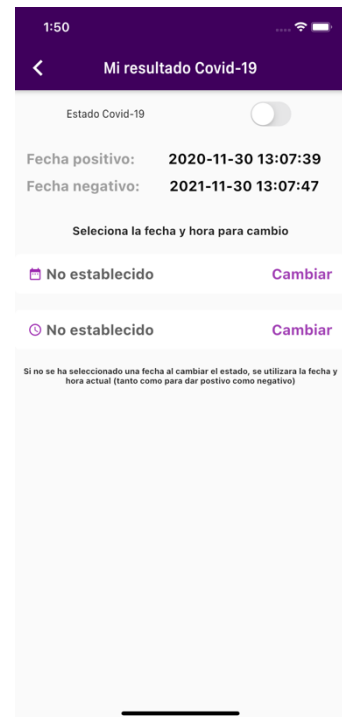 1:50
Mi resultado Covid-19
Estado Covid-19
Fecha positivo: 2020-11-30 13:07:39
Fecha negativo: 2021-11-30 13:07:47
Seleciona la fecha y hora para cambio
No establecido Cambiar
No establecido Cambiar
Si no se ha seleccionado una fecha al cambiar el estado, se utilizara la fecha y
hora actual (tanto como para dar postivo como negativo)